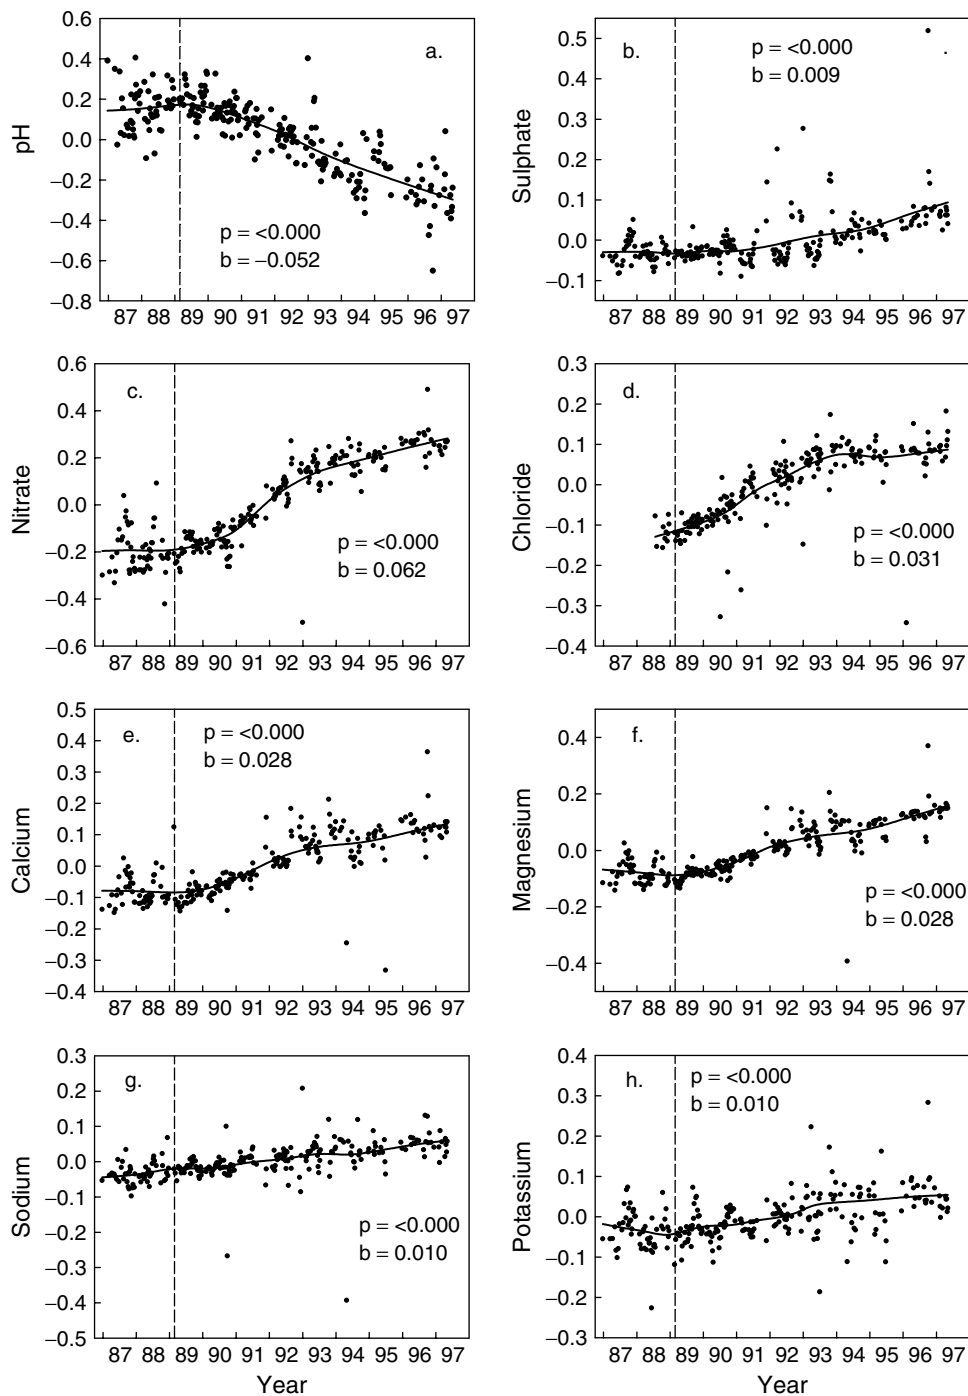 a.
pH
0.6
0.4
0.2
0.0
−0.2
−0.4
−0.6
−0.8
p = <0.000
b = −0.052
87 88 89 90 91 92 93 94 95 96 97
b.
Sulphate
0.5
0.4
0.3
0.2
0.1
0.0
−0.1
p = <0.000
b = 0.009
87 88 89 90 91 92 93 94 95 96 97
c.
Nitrate
0.6
0.4
0.2
0.0
−0.2
−0.4
−0.6
p = <0.000
b = 0.062
87 88 89 90 91 92 93 94 95 96 97
d.
Chloride
0.3
0.2
0.1
0.0
−0.1
−0.2
−0.3
−0.4
p = <0.000
b = 0.031
87 88 89 90 91 92 93 94 95 96 97
e.
Calcium
0.5
0.4
0.3
0.2
0.1
0.0
−0.1
−0.2
−0.3
−0.4
p = <0.000
b = 0.028
87 88 89 90 91 92 93 94 95 96 97
f.
Magnesium
0.4
0.2
0.0
−0.2
−0.4
p = <0.000
b = 0.028
87 88 89 90 91 92 93 94 95 96 97
g.
Sodium
0.3
0.2
0.1
0.0
−0.1
−0.2
−0.3
−0.4
−0.5
p = <0.000
b = 0.010
87 88 89 90 91 92 93 94 95 96 97
Year
h.
Potassium
0.4
0.3
0.2
0.1
0.0
−0.1
−0.2
−0.3
p = <0.000
b = 0.010
87 88 89 90 91 92 93 94 95 96 97
Year